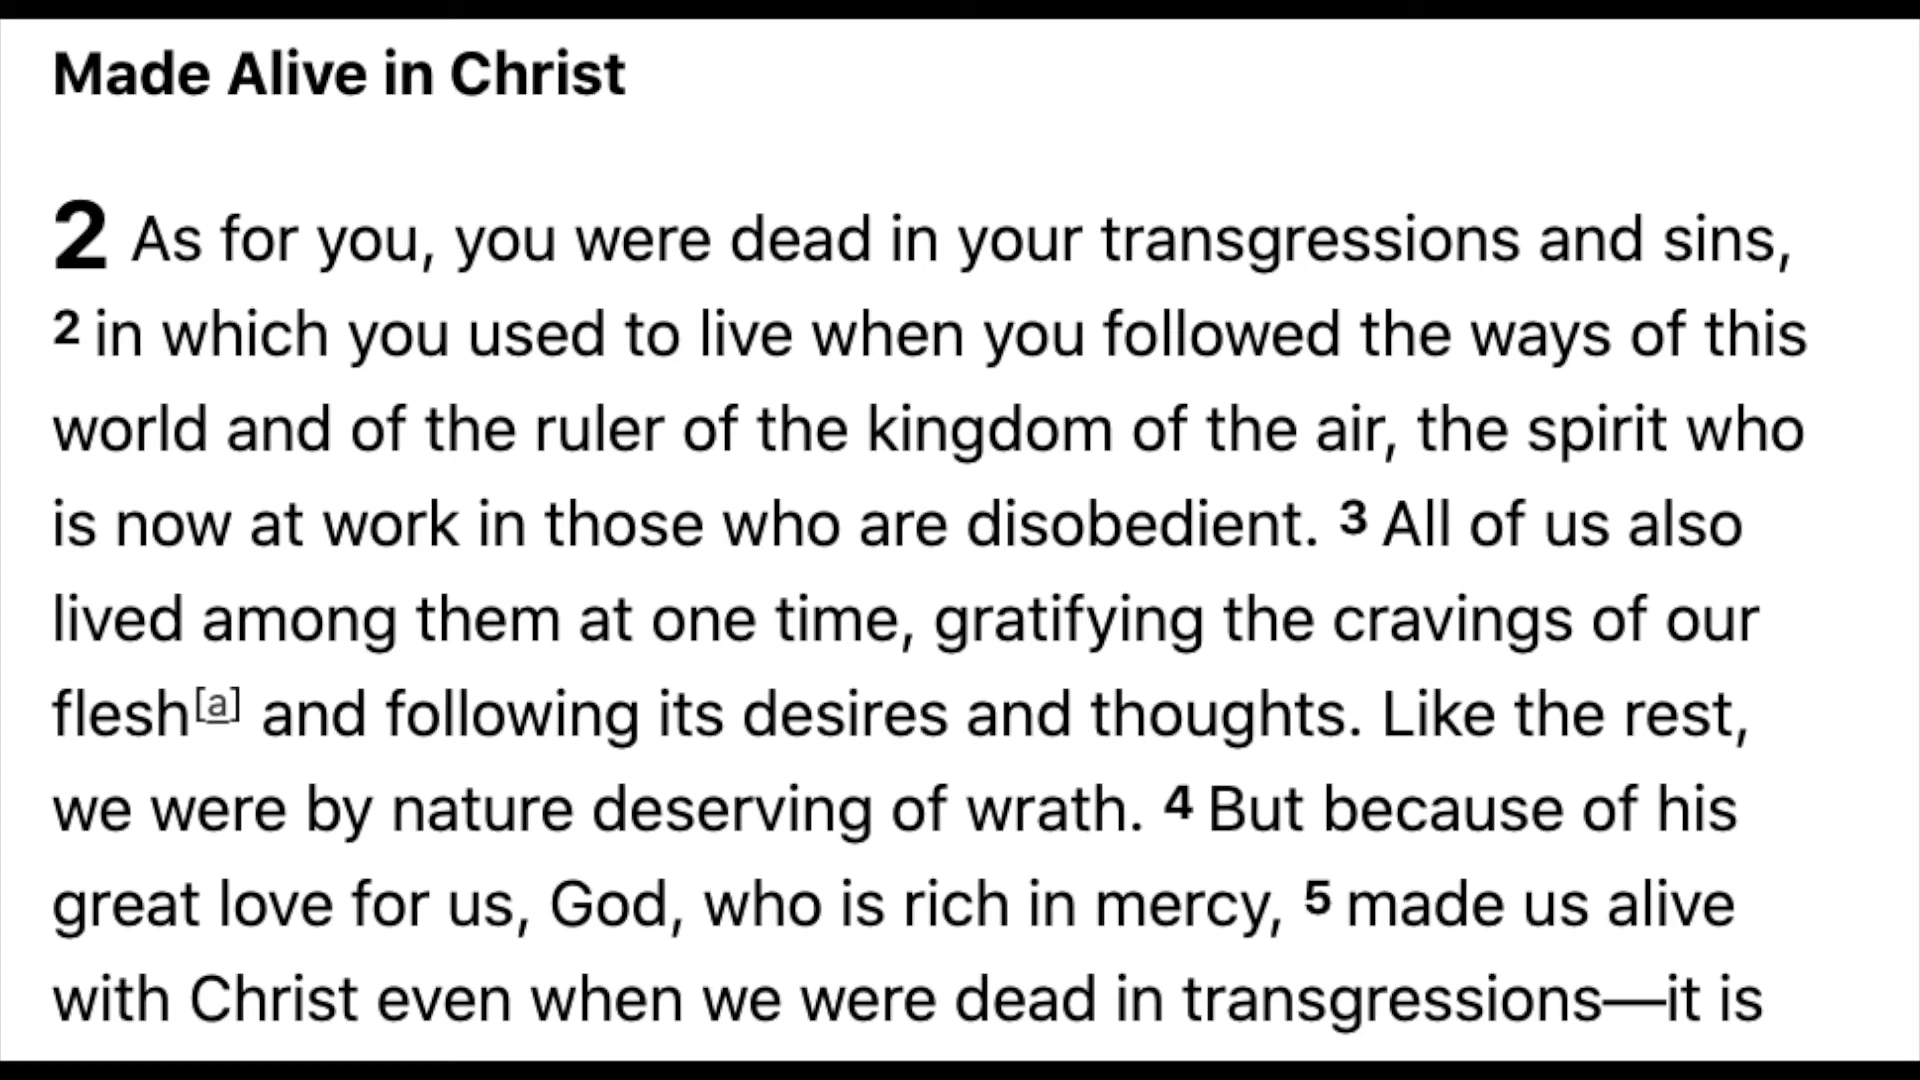 Made Alive in Christ
2 As for you, you were dead in your transgressions and sins,
2 in which you used to live when you followed the ways of this
world and of the ruler of the kingdom of the air, the spirit who
is now at work in those who are disobedient. 3 All of us also
lived among them at one time, gratifying the cravings of our
flesh[a] and following its desires and thoughts. Like the rest,
we were by nature deserving of wrath. 4 But because of his
great love for us, God, who is rich in mercy, 5 made us alive
with Christ even when we were dead in transgressions—it is